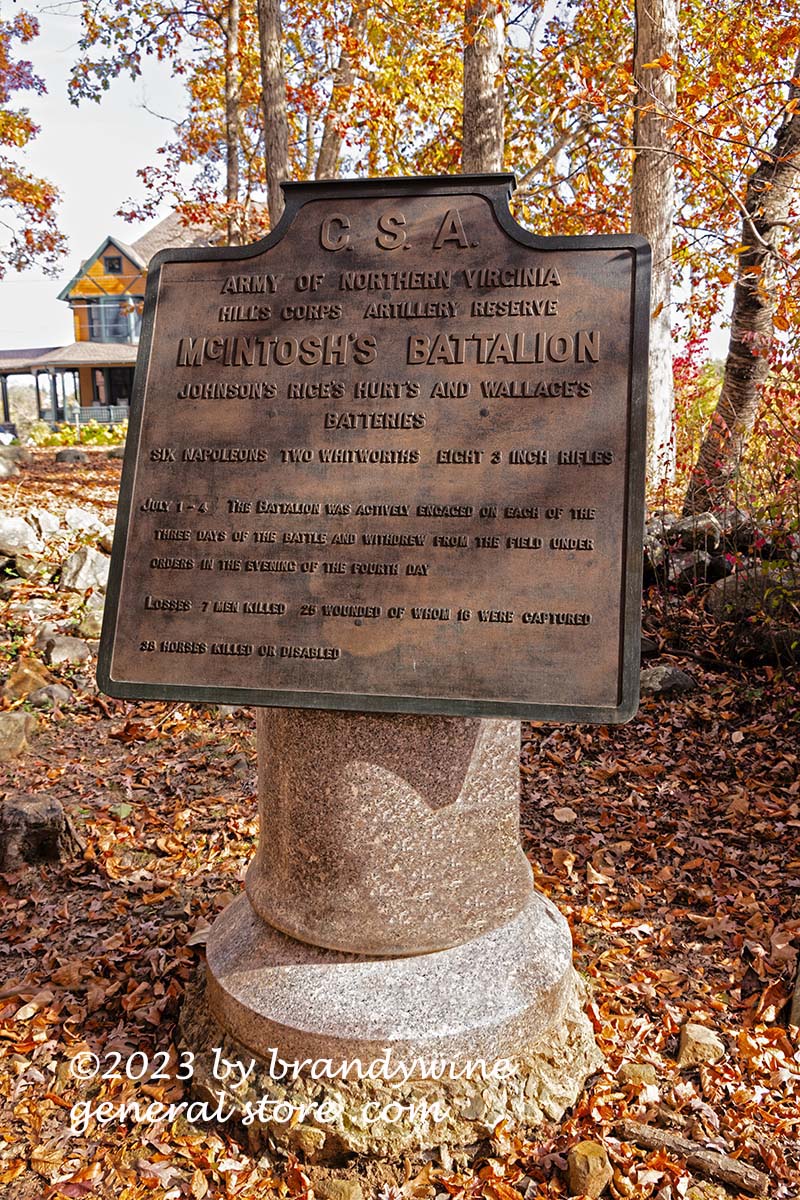 C. S. A.
ARMY OF NORTHERN VIRGINIA
HILL'S CORPS ARTILLERY RESERVE
McINTOSH'S BATTALION
JOHNSON'S RICE'S HURT'S AND WALLACE'S
BATTERIES
SIX NAPOLEONS TWO WHITWORTHS EIGHT 3 INCH RIFLES
JULY 1 - 4 THE BATTALION WAS ACTIVELY ENGAGED ON EACH OF THE
THREE DAYS OF THE BATTLE AND WITHDREW FROM THE FIELD UNDER
ORDERS IN THE EVENING OF THE FOURTH DAY
LOSSES 7 MEN KILLED 25 WOUNDED OF WHOM 16 WERE CAPTURED
38 HORSES KILLED OR DISABLED
©2023 by brandywine
general store com